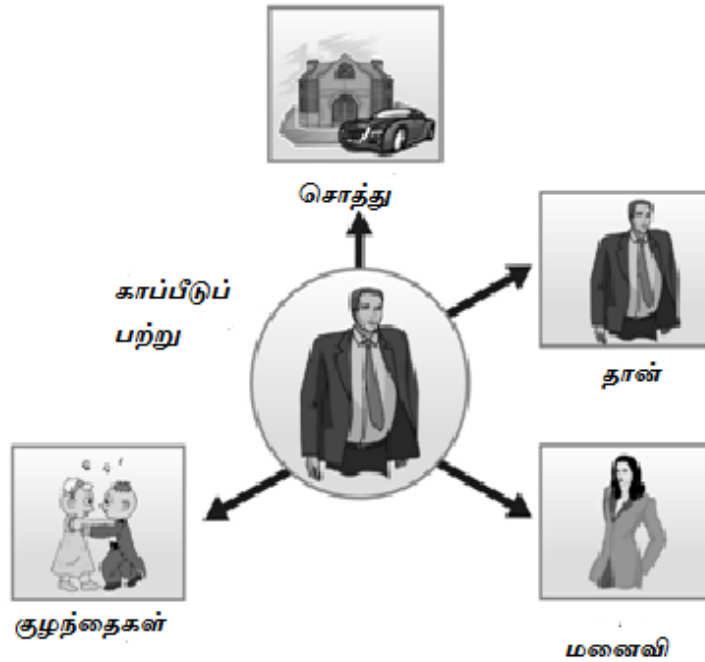 சொத்து
காப்பீடுப்
பற்று
தான்
குழந்தைகள்
மனைவி